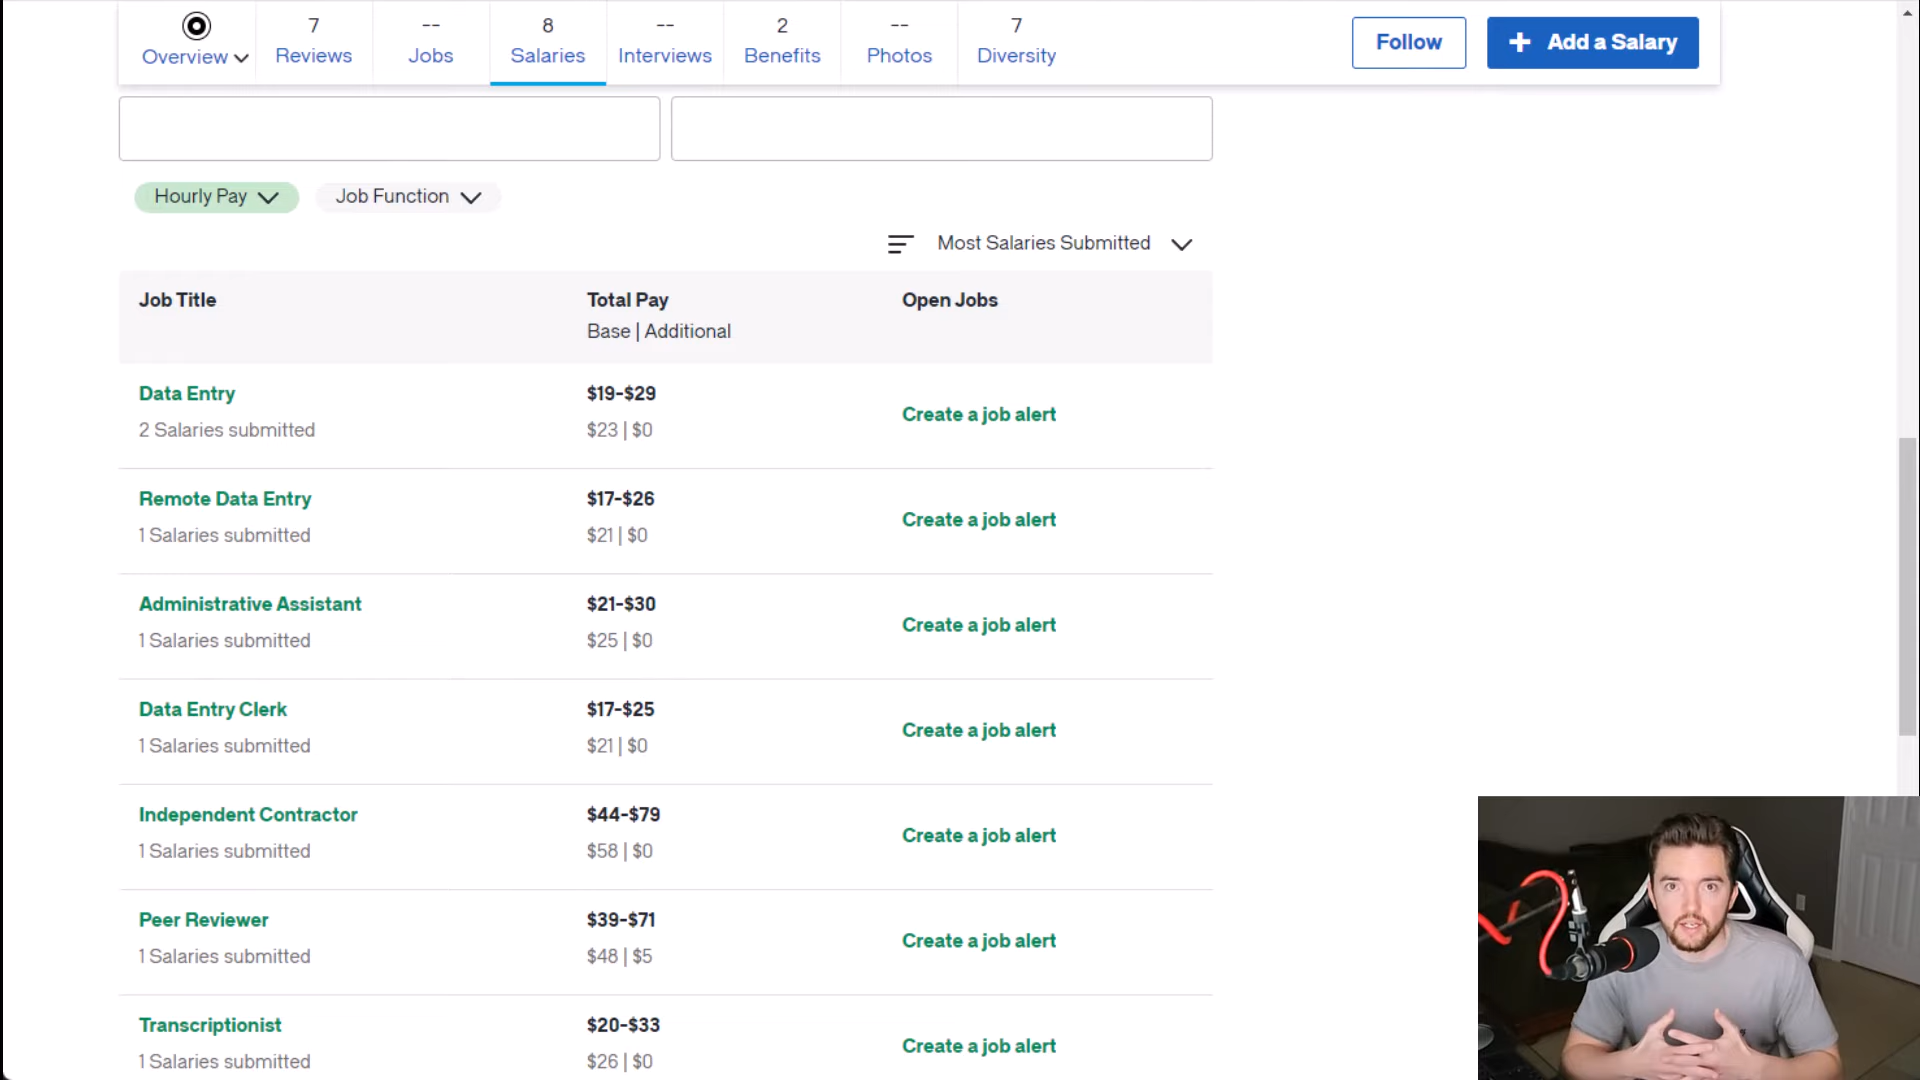 7 -- 8 -- 2 -- 7
Overview Reviews Jobs Salaries Interviews Benefits Photos Diversity
Follow
+ Add a Salary
Hourly Pay Job Function
Most Salaries Submitted
Job Title Total Pay Open Jobs
Base | Additional
Data Entry $19-$29
Create a job alert
2 Salaries submitted $23 | $0
Remote Data Entry $17-$26
Create a job alert
1 Salaries submitted $21 | $0
Administrative Assistant $21-$30
Create a job alert
1 Salaries submitted $25 | $0
Data Entry Clerk $17-$25
Create a job alert
1 Salaries submitted $21 | $0
Independent Contractor $44-$79
Create a job alert
1 Salaries submitted $58 | $0
Peer Reviewer $39-$71
Create a job alert
1 Salaries submitted $48 | $5
Transcriptionist $20-$33
Create a job alert
1 Salaries submitted $26 | $0